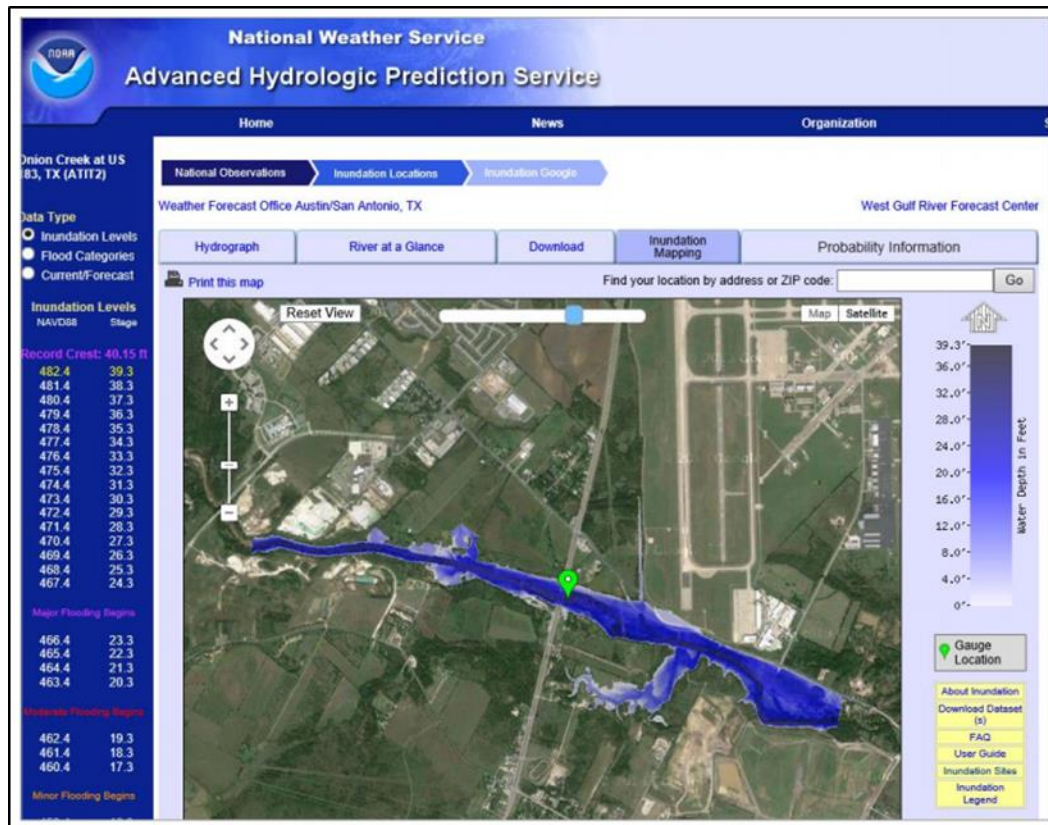 NOAA
National Weather Service
Advanced Hydrologic Prediction Service
Home News Organization S
Onion Creek at US
183, TX (ATIT2)
National Observations Inundation Locations Inundation Google
Weather Forecast Office Austin/San Antonio, TX West Gulf River Forecast Center
Data Type
Inundation Levels
Flood Categories
Current/Forecast
Hydrograph River at a Glance Download Inundation Mapping Probability Information
Print this map Find your location by address or ZIP code: Go
Inundation Levels
NAVD88 Stage
Record Crest: 40.15 ft
482.4 39.3
481.4 38.3
480.4 37.3
479.4 36.3
478.4 35.3
477.4 34.3
476.4 33.3
475.4 32.3
474.4 31.3
473.4 30.3
472.4 29.3
471.4 28.3
470.4 27.3
469.4 26.3
468.4 25.3
467.4 24.3
Major Flooding Begins
466.4 23.3
465.4 22.3
464.4 21.3
463.4 20.3
Moderate Flooding Begins
462.4 19.3
461.4 18.3
460.4 17.3
Minor Flooding Begins
Reset View Map Satellite
N
39.3'
36.0'
32.0'
28.0'
24.0'
20.0'
16.0'
12.0'
8.0'
4.0'
0'
Water Depth in Feet
Gauge
Location
About Inundation
Download Dataset
(s)
FAQ
User Guide
Inundation Sites
Inundation
Legend